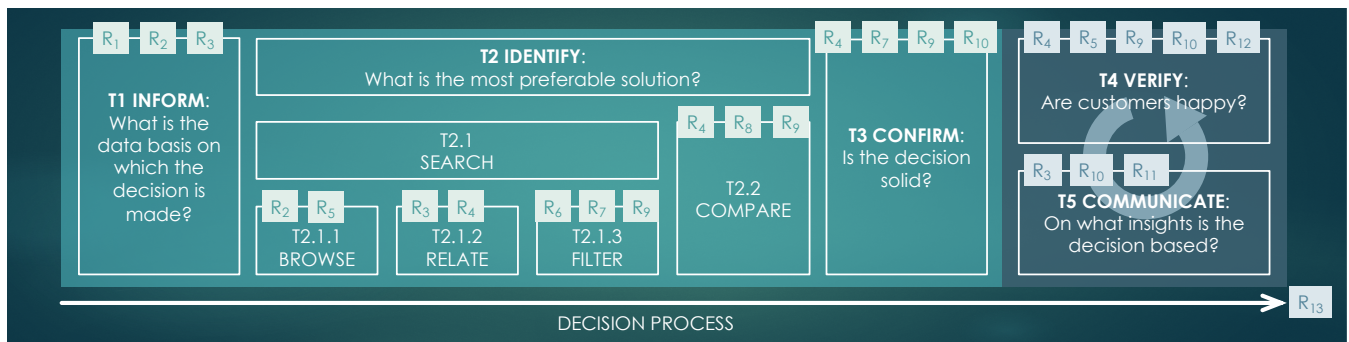 R1 R2 R3
T1 INFORM:
What is the
data basis on
which the
decision is
made?
T2 IDENTIFY:
What is the most preferable solution?
T2.1
SEARCH
R2 R5
T2.1.1
BROWSE
R3 R4
T2.1.2
RELATE
R6 R7 R9
T2.1.3
FILTER
R4 R8 R9
T2.2
COMPARE
R4 R7 R9 R10
T3 CONFIRM:
Is the decision
solid?
R4 R5 R9 R10 R12
T4 VERIFY:
Are customers happy?
R3 R10 R11
T5 COMMUNICATE:
On what insights is the
decision based?
DECISION PROCESS
R13